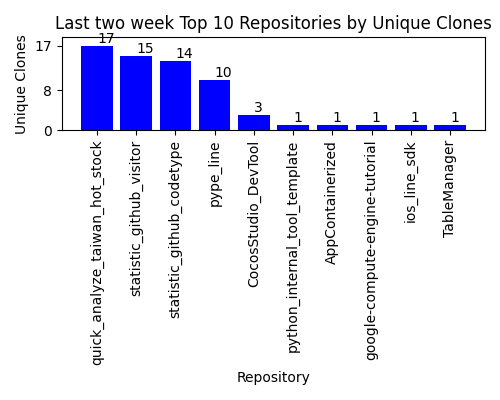 Last two week Top 10 Repositories by Unique Clones
Unique Clones
17
8
0
17
15
14
10
3
1
1
1
1
1
quick_analyze_taiwan_hot_stock
statistic_github_visitor
statistic_github_codetype
pype_line
CocosStudio_DevTool
python_internal_tool_template
AppContainerized
google-compute-engine-tutorial
ios_line_sdk
TableManager
Repository